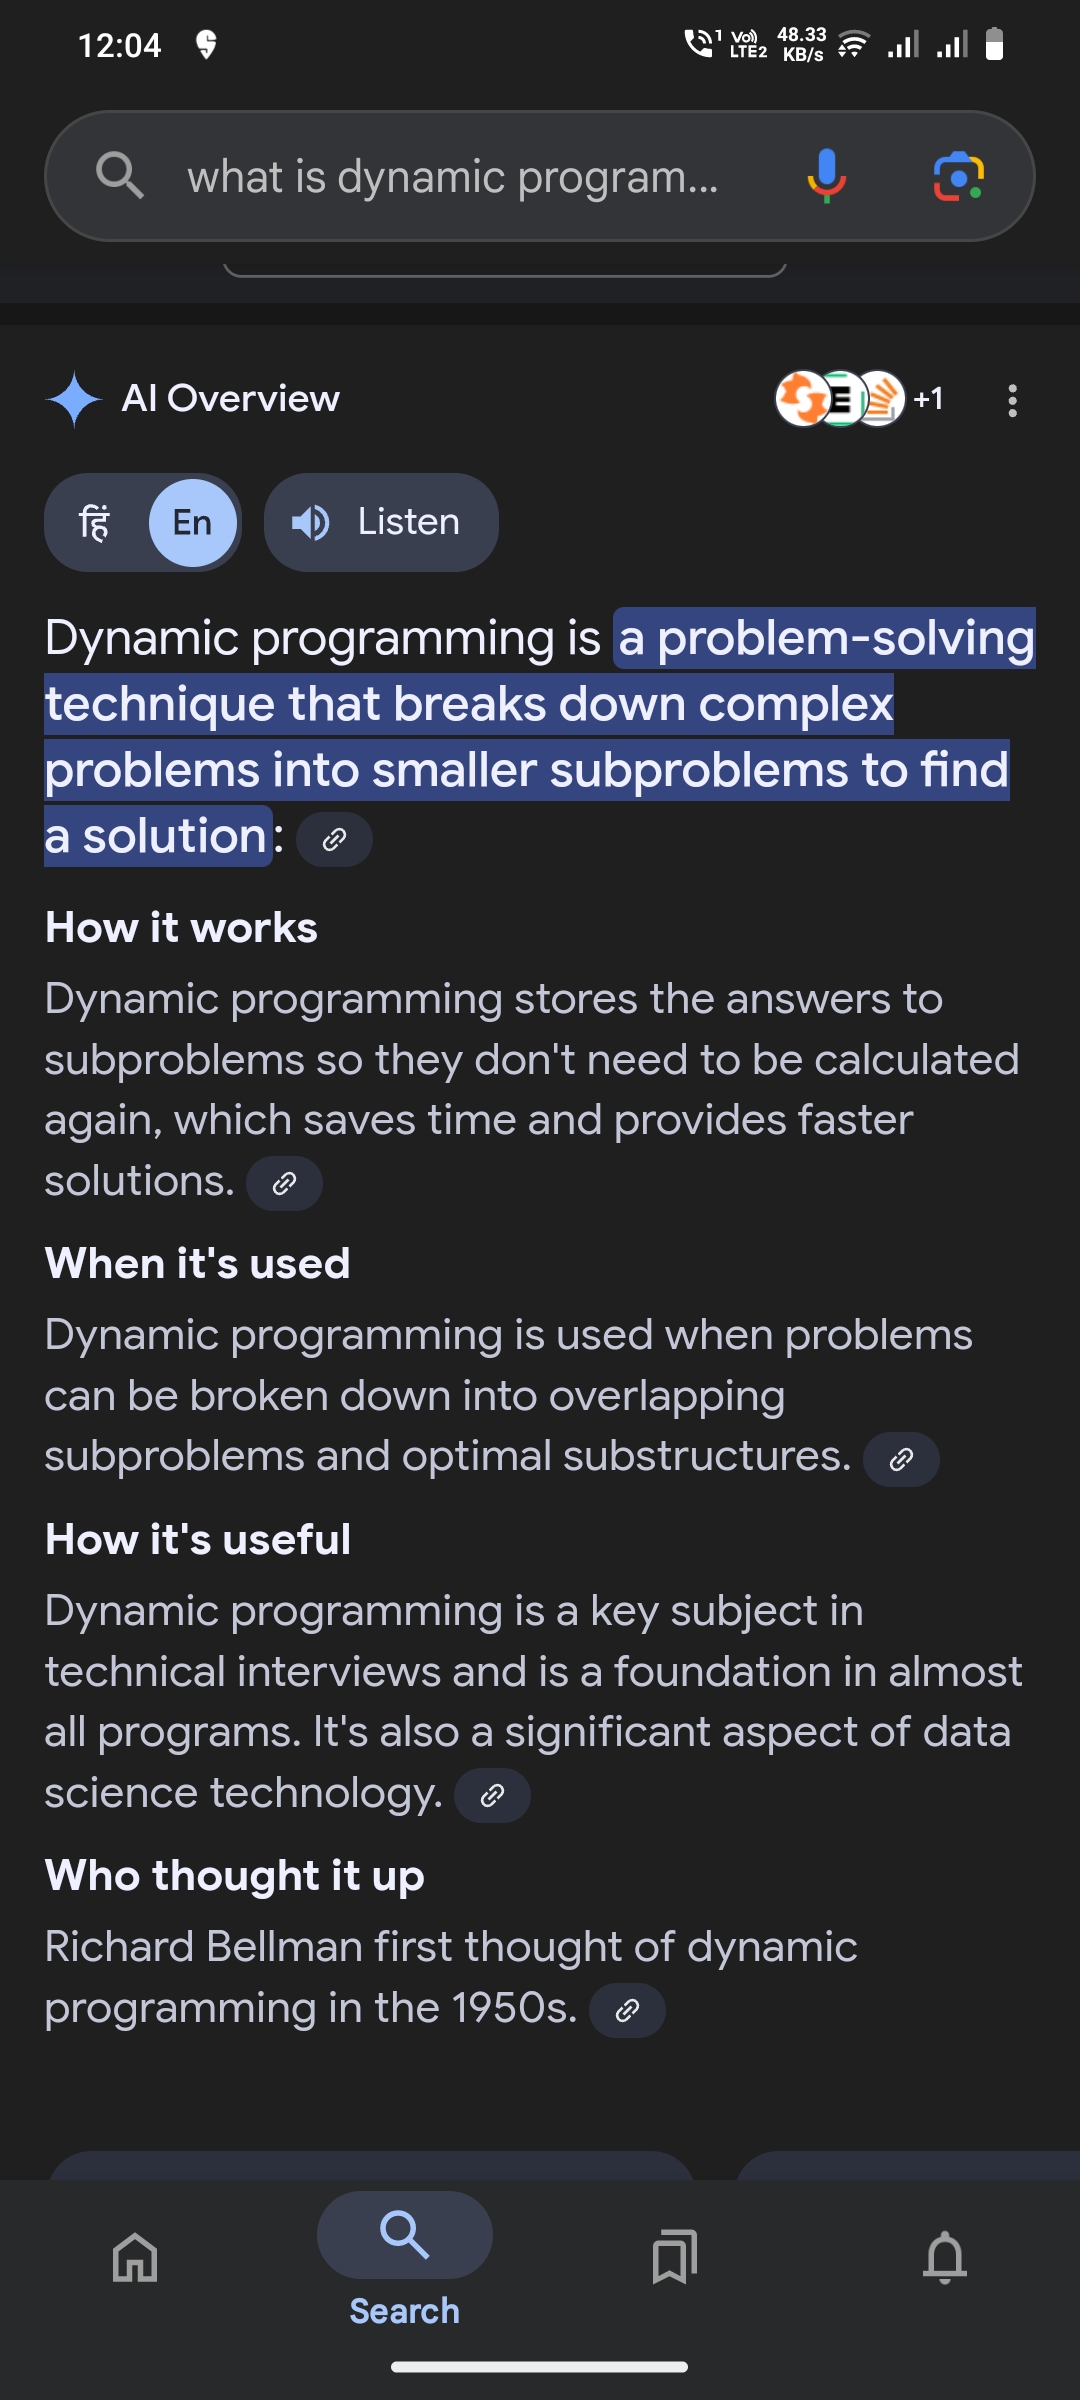 12:04
1 Vo)) LTE2 48.33 KB/s
what is dynamic program...
AI Overview
E
+1
हिं
En
Listen
Dynamic programming is a problem-solving
technique that breaks down complex
problems into smaller subproblems to find
a solution:
How it works
Dynamic programming stores the answers to
subproblems so they don't need to be calculated
again, which saves time and provides faster
solutions.
When it's used
Dynamic programming is used when problems
can be broken down into overlapping
subproblems and optimal substructures.
How it's useful
Dynamic programming is a key subject in
technical interviews and is a foundation in almost
all programs. It's also a significant aspect of data
science technology.
Who thought it up
Richard Bellman first thought of dynamic
programming in the 1950s.
Search